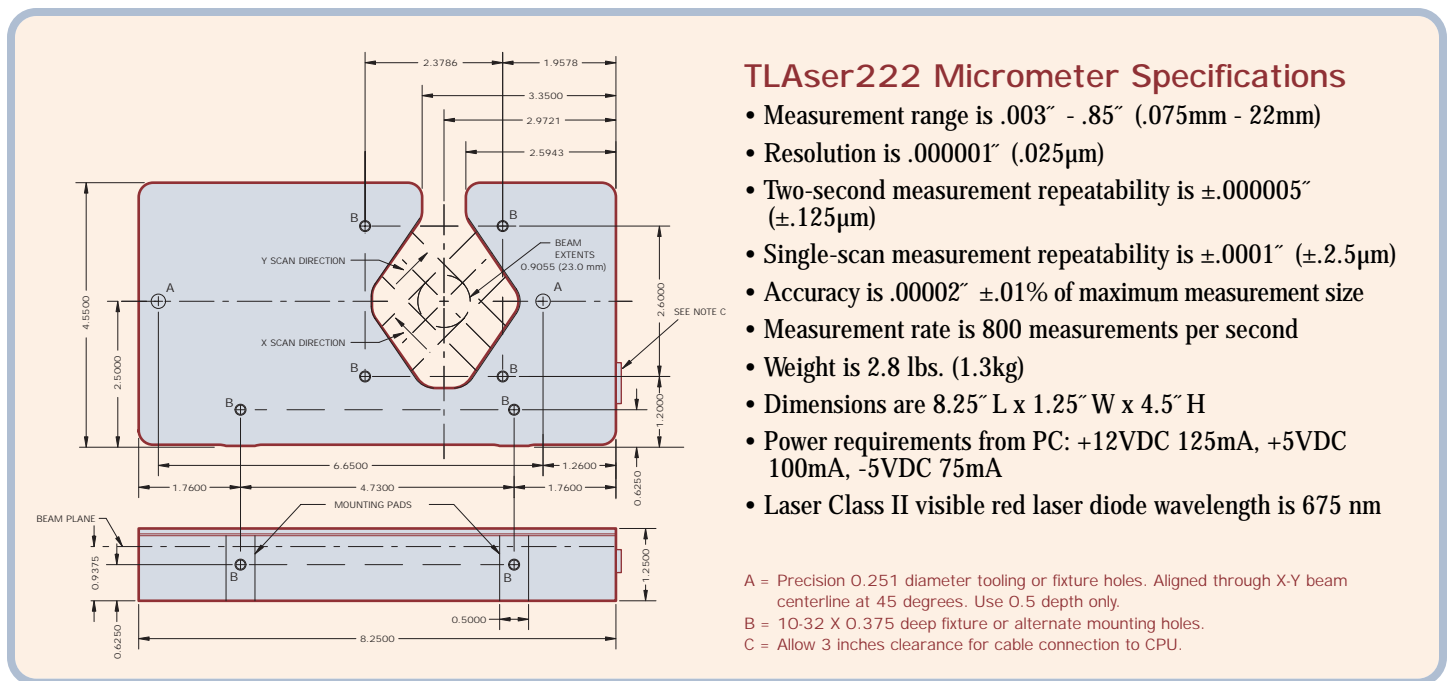 2.3786
1.9578
3.3500
2.9721
2.5943
B
B
BEAM
EXTENTS
0.9055 (23.0 mm)
Y SCAN DIRECTION
A
A
4.5500
2.6000
SEE NOTE C
X SCAN DIRECTION
2.5000
B
B
B
B
1.2000
6.6500
1.2600
1.7600
4.7300
1.7600
0.6250
MOUNTING PADS
BEAM PLANE
0.9375
B
B
1.2500
0.5000
0.6250
8.2500
TLAser222 Micrometer Specifications
• Measurement range is .003˝ - .85˝ (.075mm - 22mm)
• Resolution is .000001˝ (.025µm)
• Two-second measurement repeatability is ±.000005˝
(±.125µm)
• Single-scan measurement repeatability is ±.0001˝ (±.2.5µm)
• Accuracy is .00002˝ ±.01% of maximum measurement size
• Measurement rate is 800 measurements per second
• Weight is 2.8 lbs. (1.3kg)
• Dimensions are 8.25˝ L x 1.25˝ W x 4.5˝ H
• Power requirements from PC: +12VDC 125mA, +5VDC
100mA, -5VDC 75mA
• Laser Class II visible red laser diode wavelength is 675 nm
A = Precision 0.251 diameter tooling or fixture holes. Aligned through X-Y beam
centerline at 45 degrees. Use 0.5 depth only.
B = 10-32 X 0.375 deep fixture or alternate mounting holes.
C = Allow 3 inches clearance for cable connection to CPU.